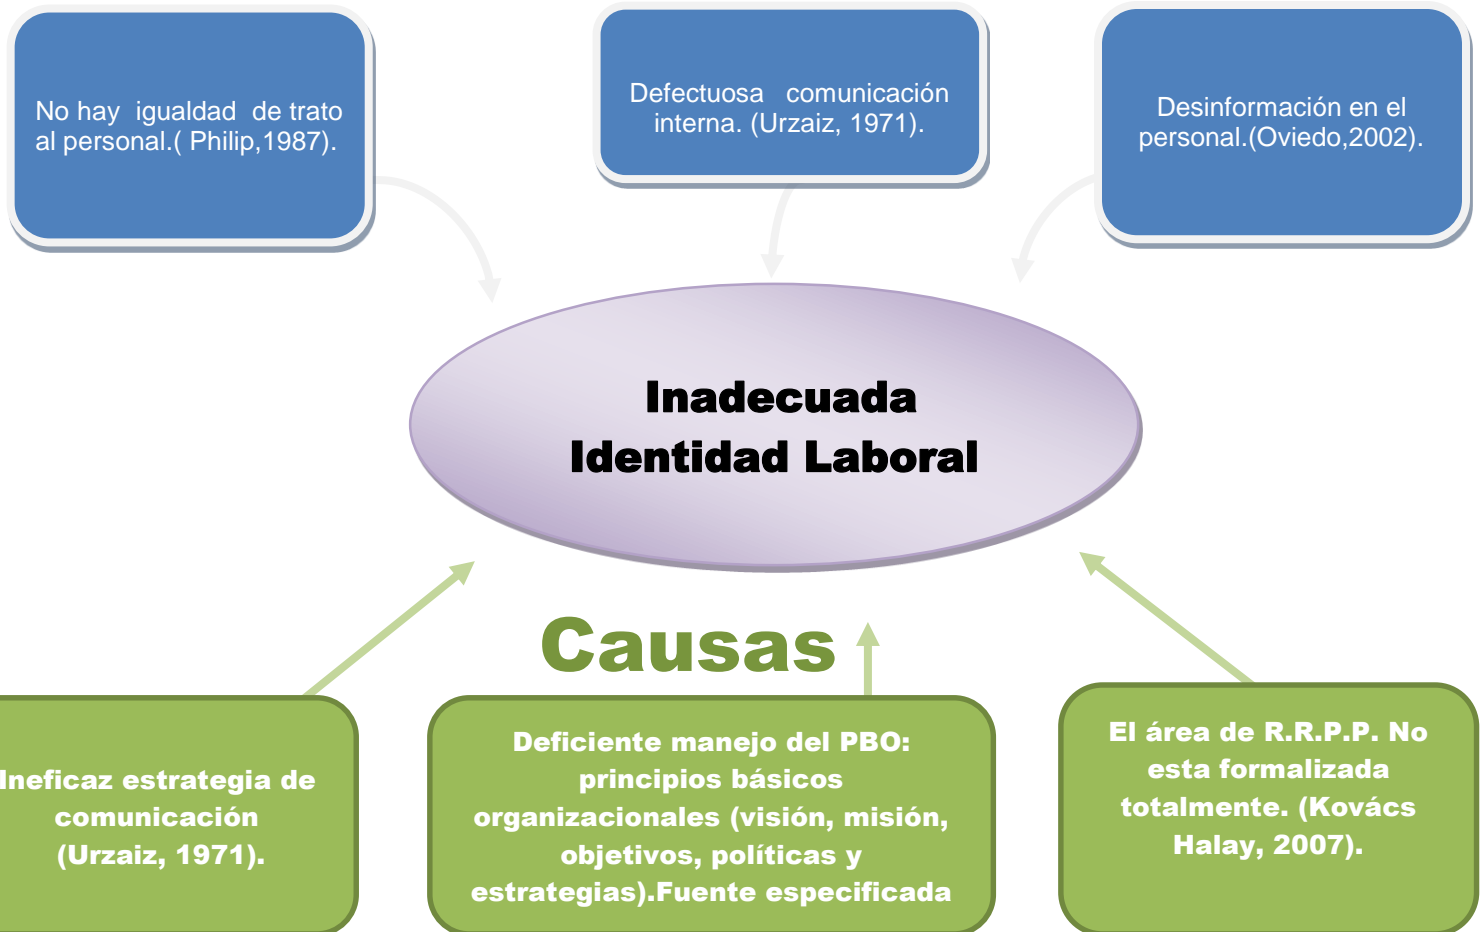 No hay igualdad de trato
al personal.( Philip,1987).
Defectuosa comunicación
interna. (Urzaiz, 1971).
Desinformación en el
personal.(Oviedo,2002).
Inadecuada
Identidad Laboral
Causas
Ineficaz estrategia de
comunicación
(Urzaiz, 1971).
Deficiente manejo del PBO:
principios básicos
organizacionales (visión, misión,
objetivos, políticas y
estrategias).Fuente especificada
El área de R.R.P.P. No
esta formalizada
totalmente. (Kovács
Halay, 2007).